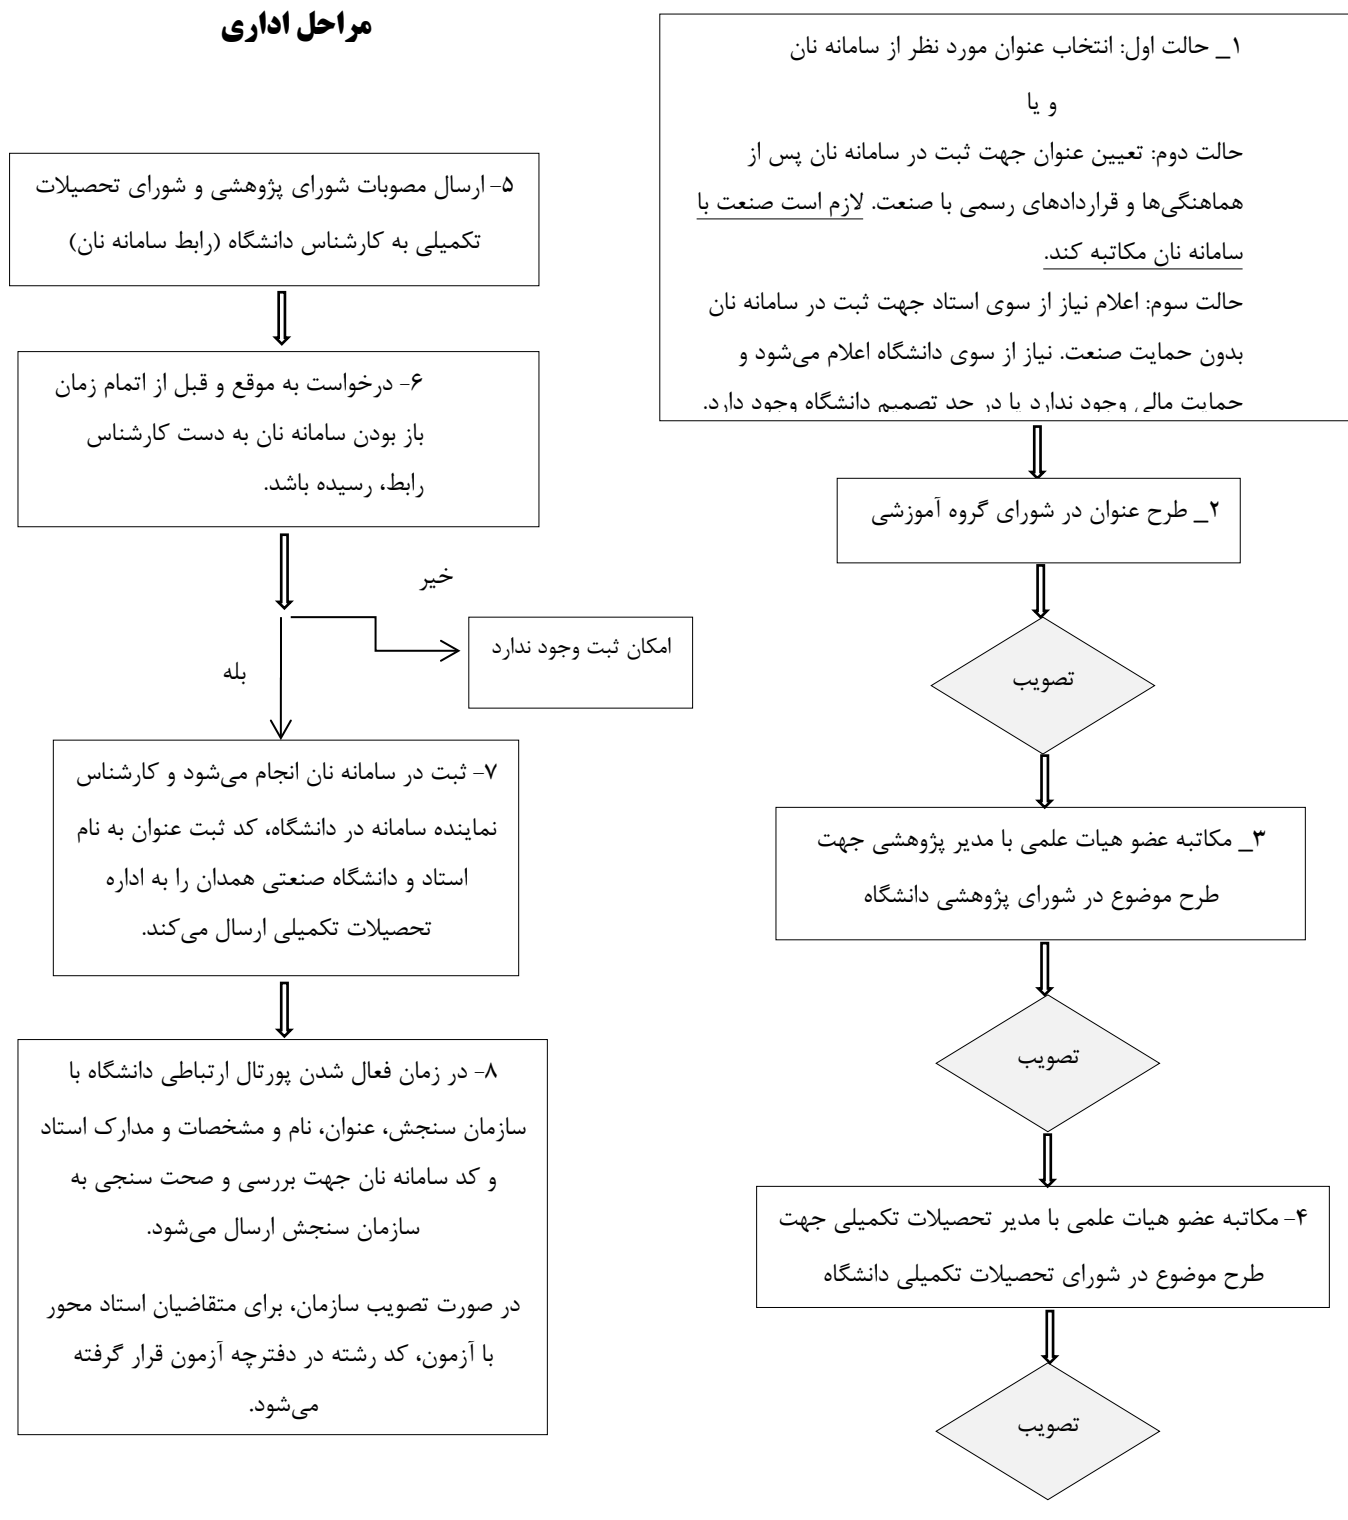 مراحل اداری
۱_ حالت اول: انتخاب عنوان مورد نظر از سامانه نان
و یا
حالت دوم: تعیین عنوان جهت ثبت در سامانه نان پس از
هماهنگی‌ها و قراردادهای رسمی با صنعت. لازم است صنعت با
سامانه نان مکاتبه کند.
حالت سوم: اعلام نیاز از سوی استاد جهت ثبت در سامانه نان
بدون حمایت صنعت. نیاز از سوی دانشگاه اعلام می‌شود و
حمایت مالی وجود ندارد یا در حد تصمیم دانشگاه وجود دارد.
۲_ طرح عنوان در شورای گروه آموزشی
تصویب
۳_ مکاتبه عضو هیات علمی با مدیر پژوهشی جهت
طرح موضوع در شورای پژوهشی دانشگاه
تصویب
۴- مکاتبه عضو هیات علمی با مدیر تحصیلات تکمیلی جهت
طرح موضوع در شورای تحصیلات تکمیلی دانشگاه
تصویب
۵- ارسال مصوبات شورای پژوهشی و شورای تحصیلات
تکمیلی به کارشناس دانشگاه (رابط سامانه نان)
۶- درخواست به موقع و قبل از اتمام زمان
باز بودن سامانه نان به دست کارشناس
رابط، رسیده باشد.
خیر
امکان ثبت وجود ندارد
بله
۷- ثبت در سامانه نان انجام می‌شود و کارشناس
نماینده سامانه در دانشگاه، کد ثبت عنوان به نام
استاد و دانشگاه صنعتی همدان را به اداره
تحصیلات تکمیلی ارسال می‌کند.
۸- در زمان فعال شدن پورتال ارتباطی دانشگاه با
سازمان سنجش، عنوان، نام و مشخصات و مدارک استاد
و کد سامانه نان جهت بررسی و صحت سنجی به
سازمان سنجش ارسال می‌شود.
در صورت تصویب سازمان، برای متقاضیان استاد محور
با آزمون، کد رشته در دفترچه آزمون قرار گرفته
می‌شود.